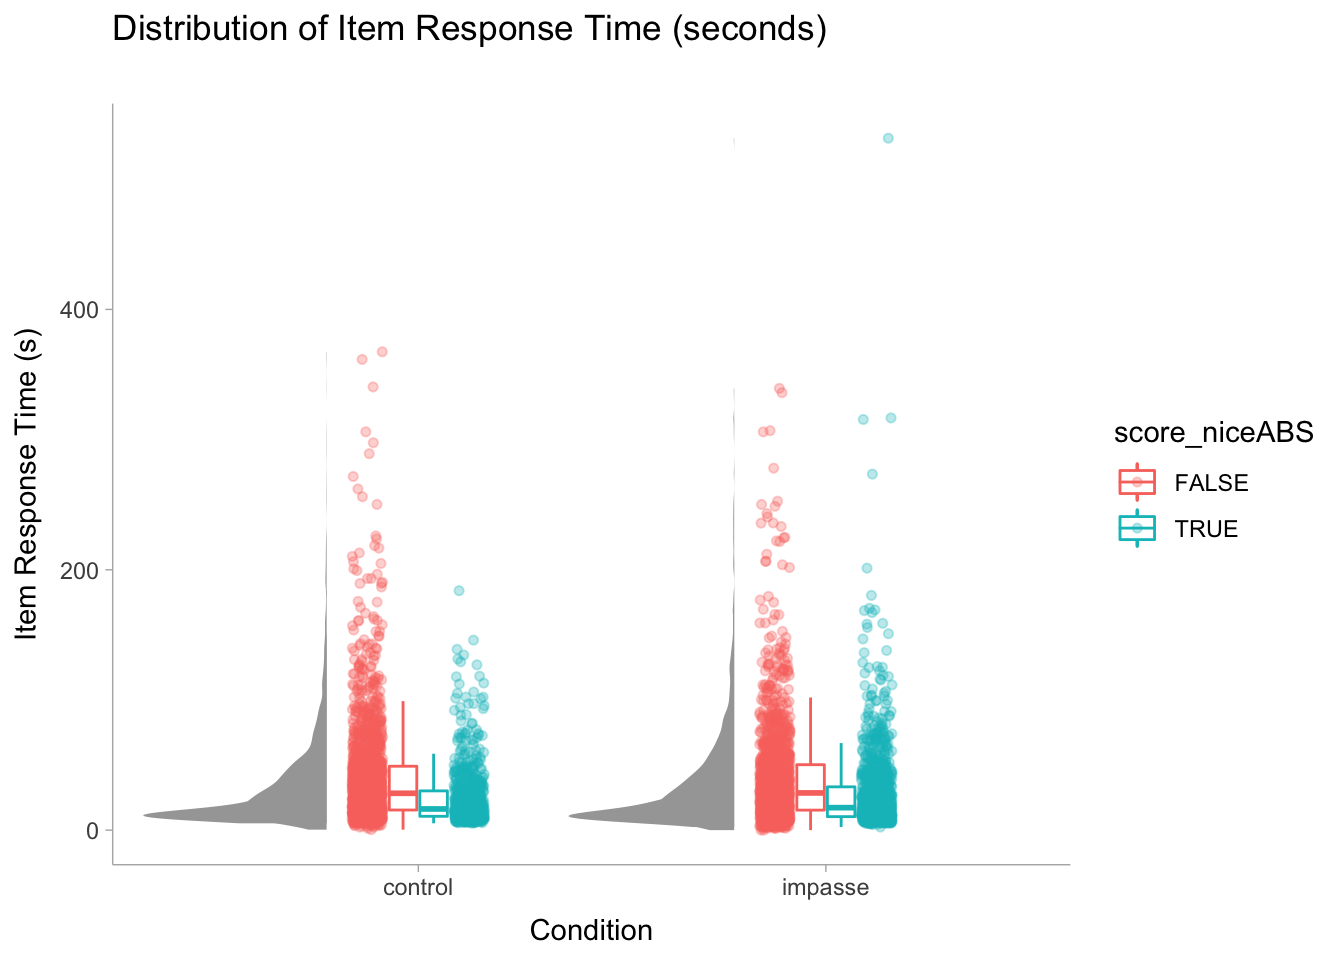 Distribution of Item Response Time (seconds)
Item Response Time (s)
400
200
0
control
impasse
Condition
score_niceABS
FALSE
TRUE